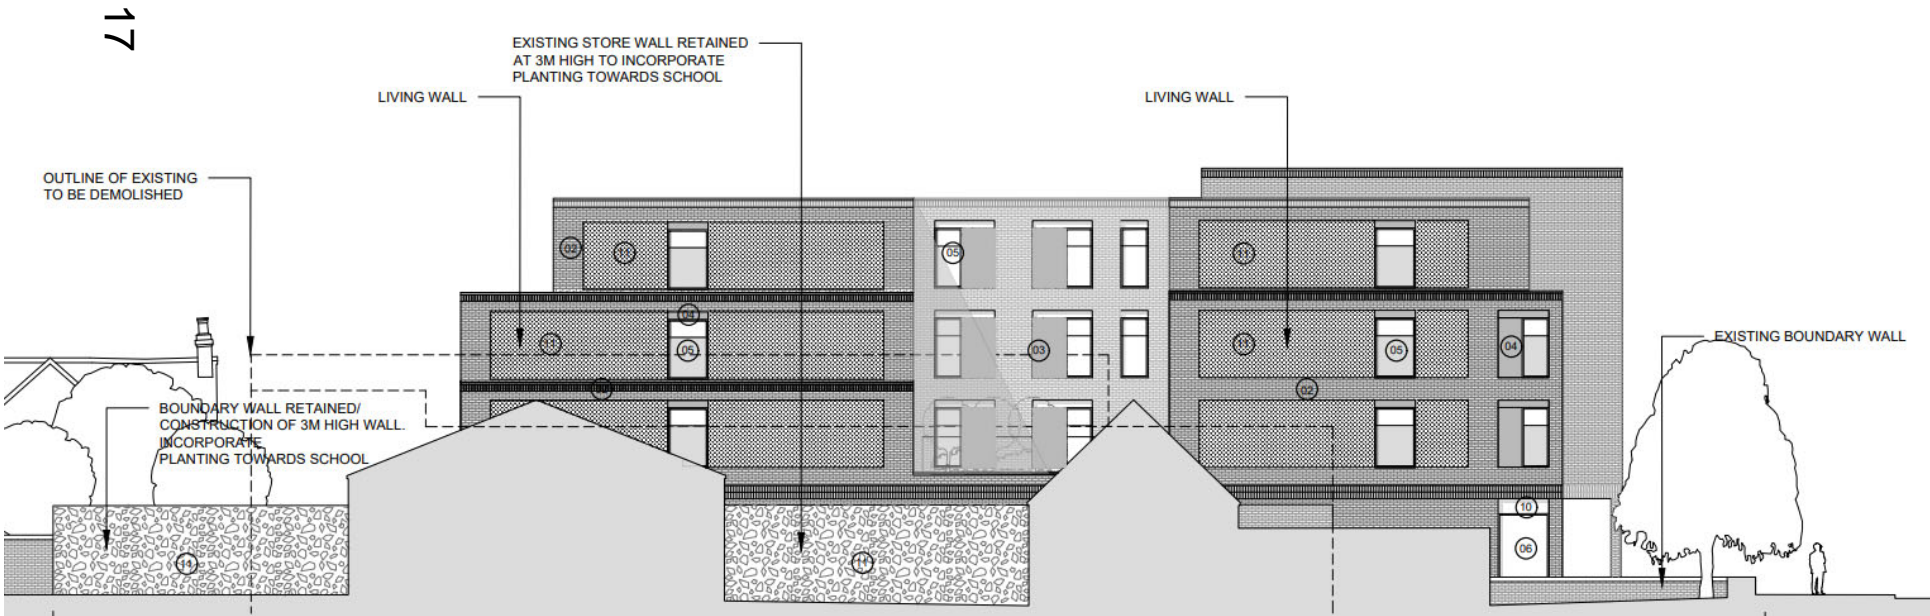 17
EXISTING STORE WALL RETAINED
AT 3M HIGH TO INCORPORATE
PLANTING TOWARDS SCHOOL
LIVING WALL
LIVING WALL
OUTLINE OF EXISTING
TO BE DEMOLISHED
02
11
05
11
04
11
05
03
11
05
04
EXISTING BOUNDARY WALL
02
BOUNDARY WALL RETAINED/
CONSTRUCTION OF 3M HIGH WALL.
INCORPORATE
PLANTING TOWARDS SCHOOL
10
06
11
11